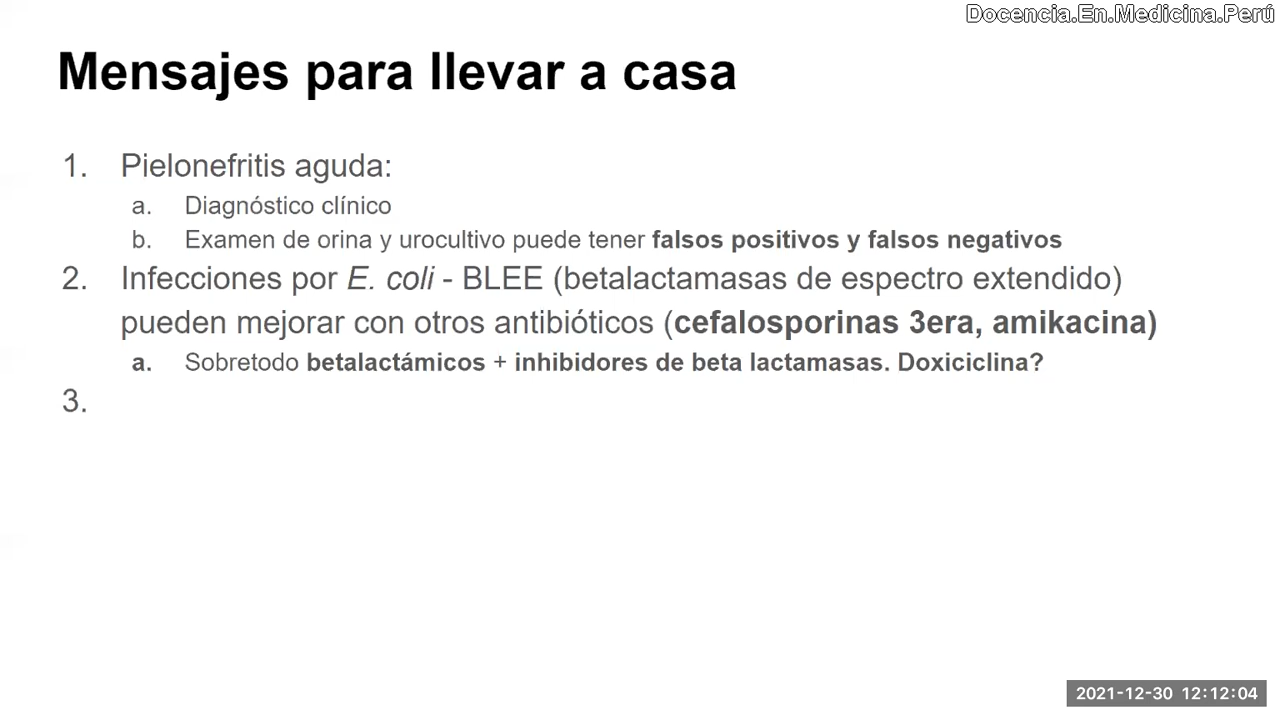 Docencia.En.Medicina.Perú
Mensajes para llevar a casa
1. Pielonefritis aguda:
a. Diagnóstico clínico
b. Examen de orina y urocultivo puede tener falsos positivos y falsos negativos
2. Infecciones por E. coli - BLEE (betalactamasas de espectro extendido)
pueden mejorar con otros antibióticos (cefalosporinas 3era, amikacina)
a. Sobretodo betalactámicos + inhibidores de beta lactamasas. Doxiciclina?
3.
2021-12-30 12:12:04